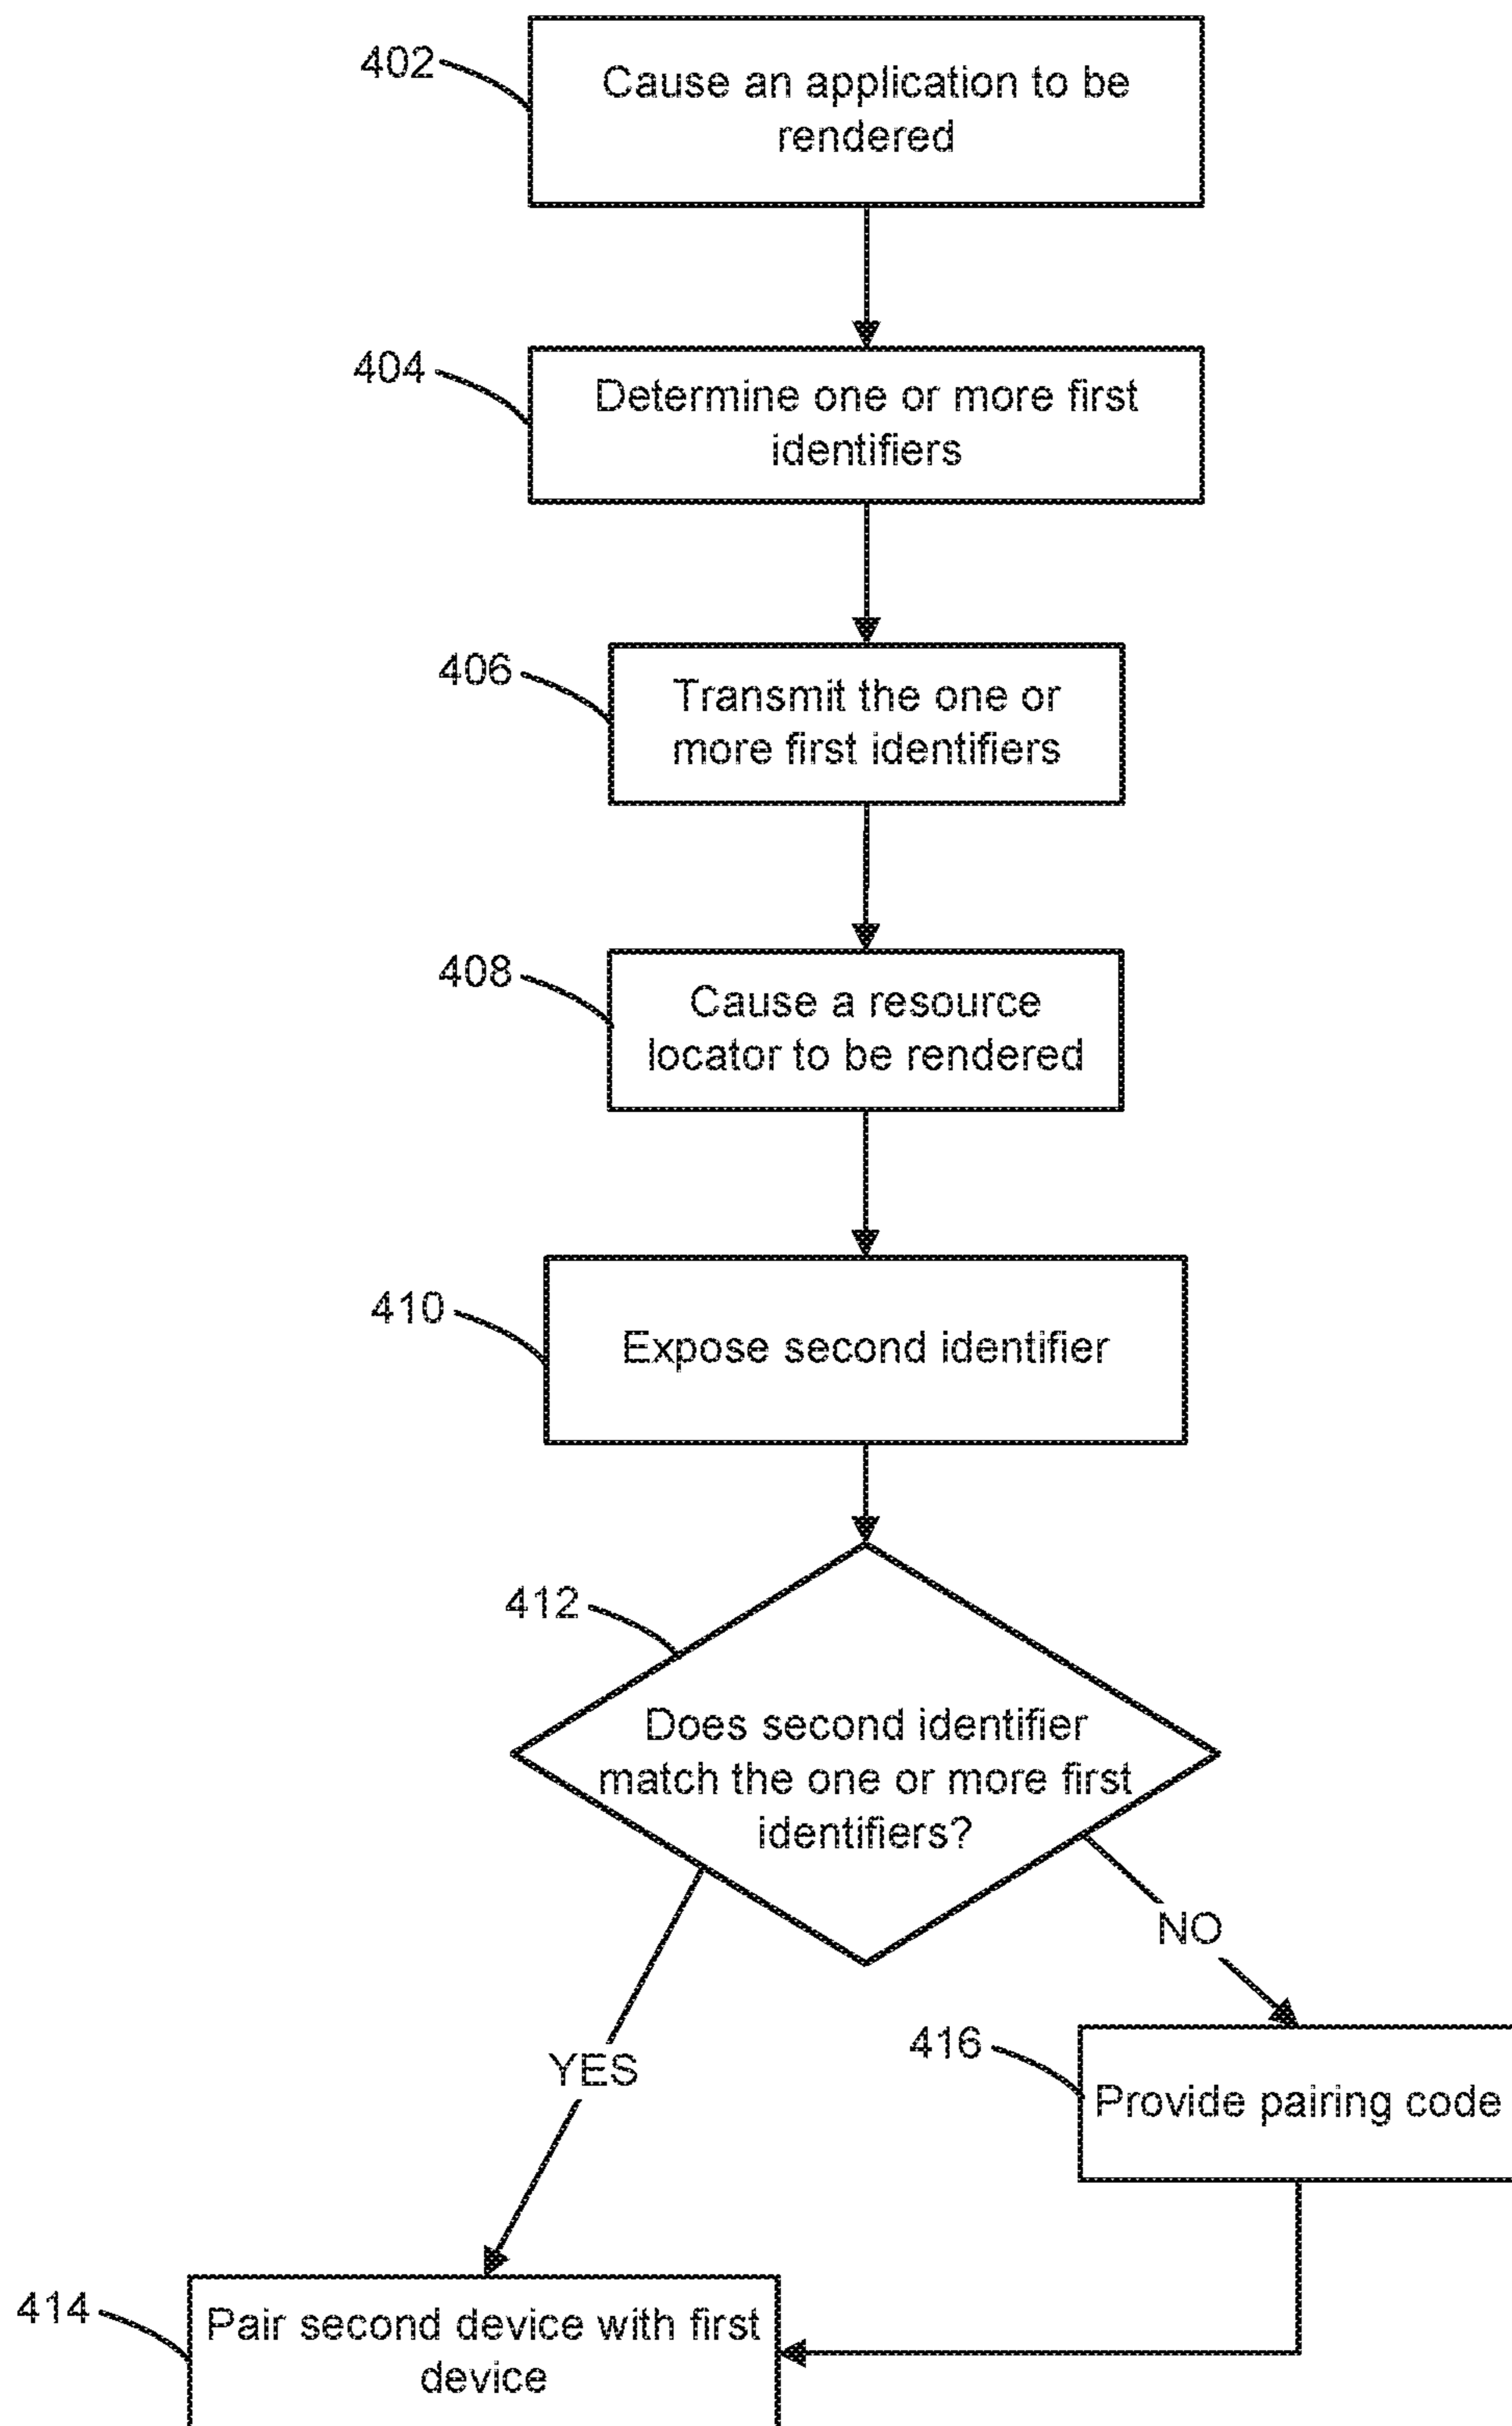 402
Cause an application to be
rendered
404
Determine one or more first
identifiers
406
Transmit the one or
more first identifiers
408
Cause a resource
locator to be rendered
410
Expose second identifier
412
Does second identifier
match the one or more first
identifiers?
NO
YES
416
Provide pairing code
414
Pair second device with first
device